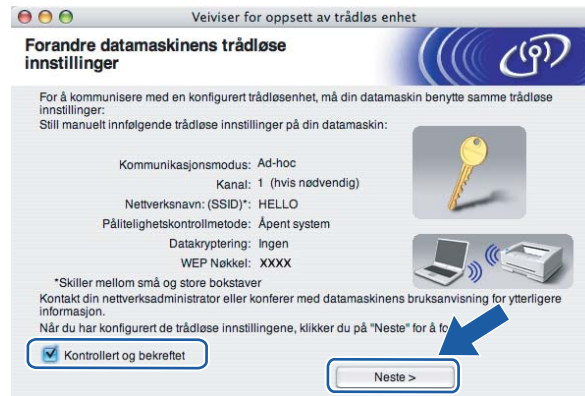 Veiviser for oppsett av trådløs enhet
Forandre datamaskinens trådløse
innstillinger
For å kommunisere med en konfigurert trådløsenhet, må din datamaskin benytte samme trådløse
innstillinger:
Still manuelt innfølgende trådløse innstillinger på din datamaskin:
Kommunikasjonsmodus: Ad-hoc
Kanal: 1 (hvis nødvendig)
Nettverksnavn: (SSID)*: HELLO
Pålitelighetskontrollmetode: Åpent system
Datakryptering: Ingen
WEP Nøkkel: XXXX
*Skiller mellom små og store bokstaver
Kontakt din nettverksadministrator eller konferer med datamaskinens bruksanvisning for ytterligere
informasjon.
Når du har konfigurert de trådløse innstillingene, klikker du på "Neste" for å
Kontrollert og bekreftet
Neste >